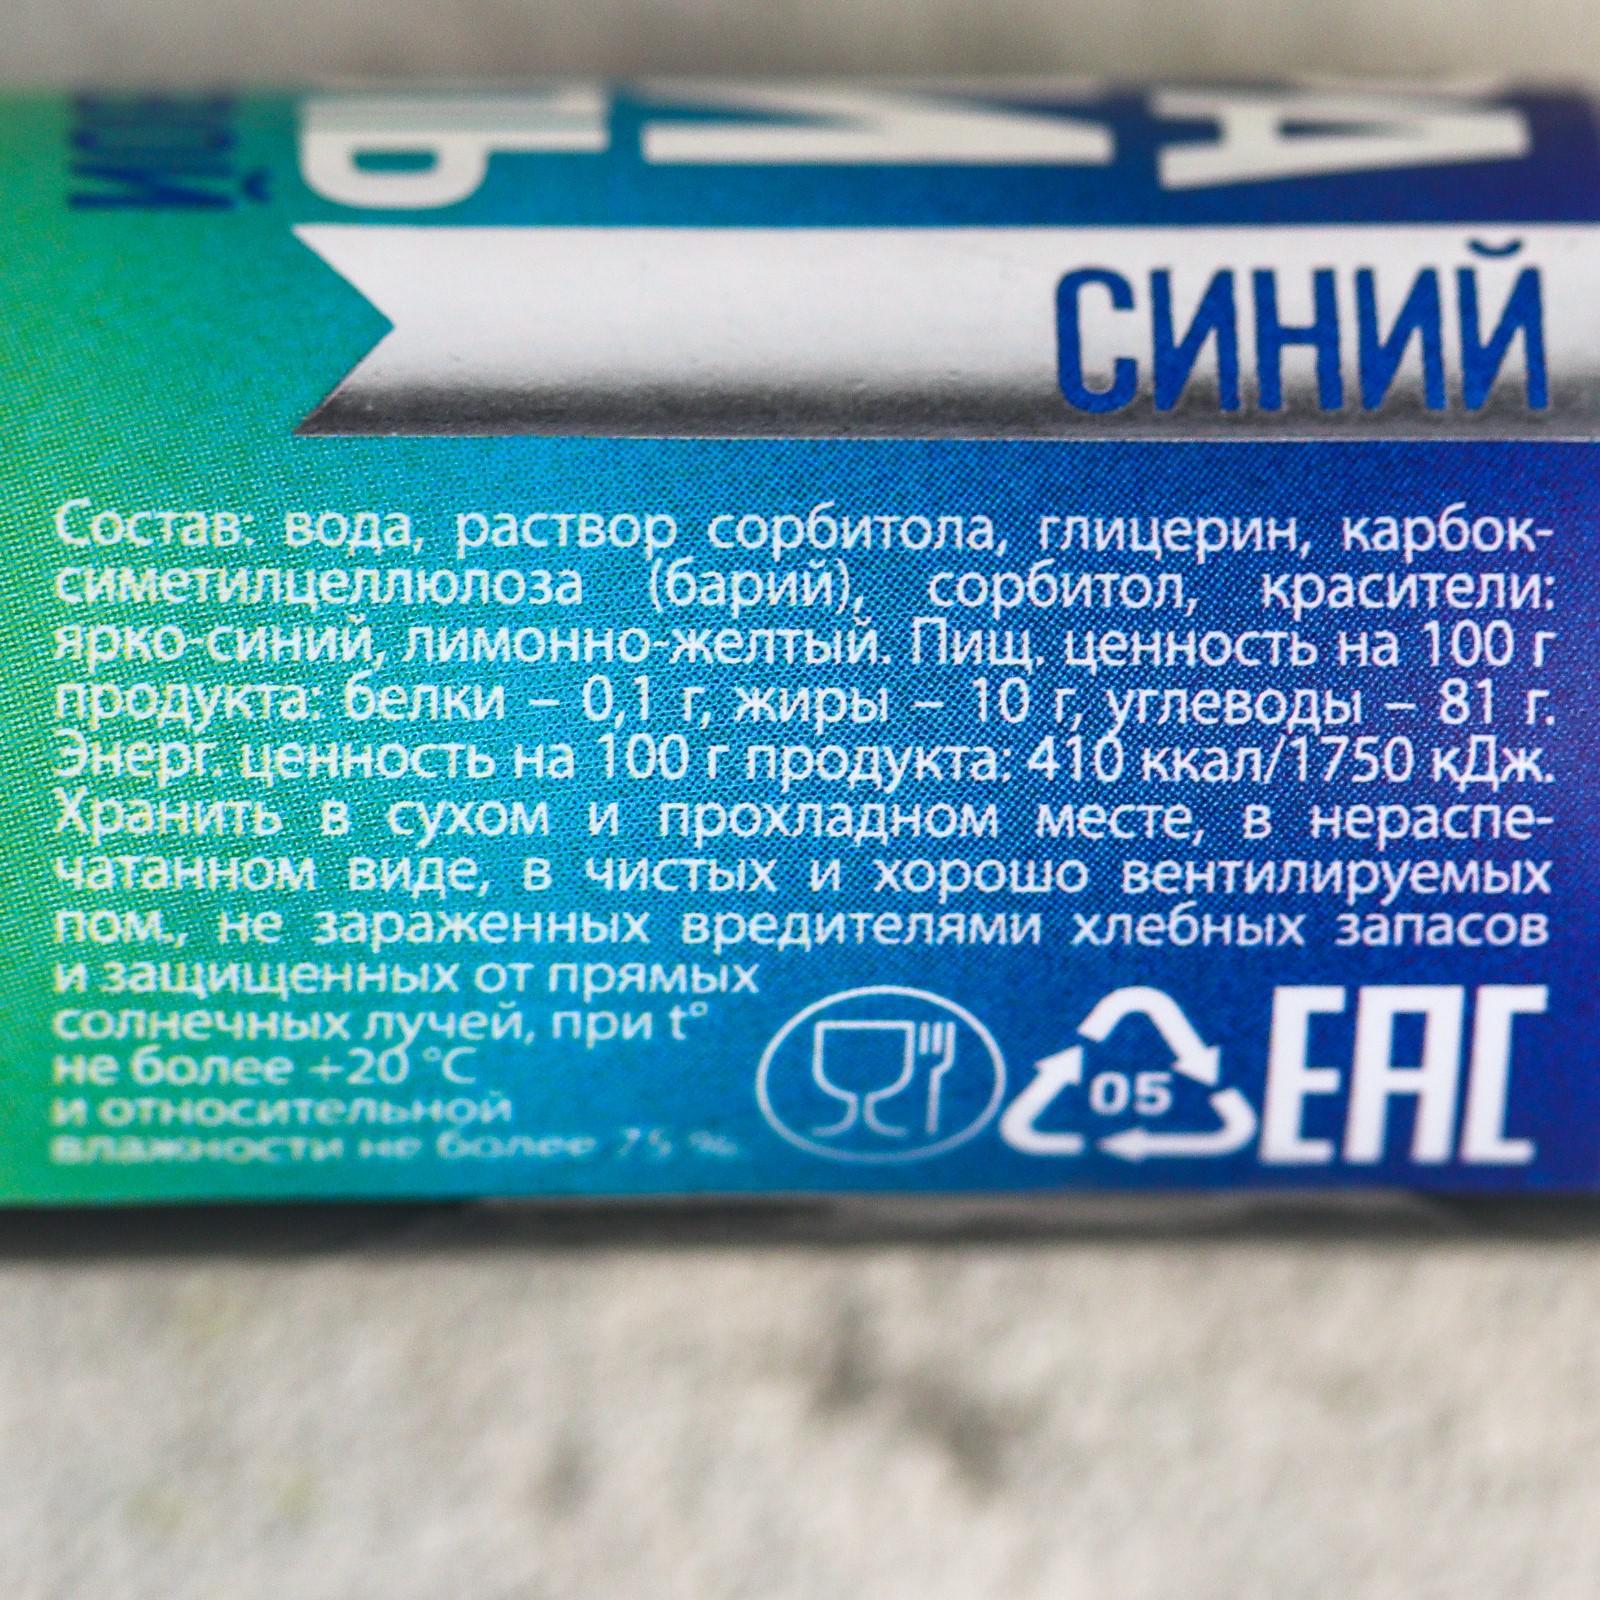 СИНИЙ
Состав: вода, раствор сорбитола, глицерин, карбок-
симетилцеллюлоза (барий), сорбитол, красители:
ярко-синий, лимонно-желтый. Пищ. ценность на 100 г
продукта: белки – 0,1 г, жиры – 10 г, углеводы – 81 г.
Энерг. ценность на 100 г продукта: 410 ккал/1750 кДж.
Хранить в сухом и прохладном месте, в нераспе-
чатанном виде, в чистых и хорошо вентилируемых
пом., не зараженных вредителями хлебных запасов
и защищенных от прямых
солнечных лучей, при t°
не более +20 °C
и относительной
влажности не более 75 %.
05
EAC